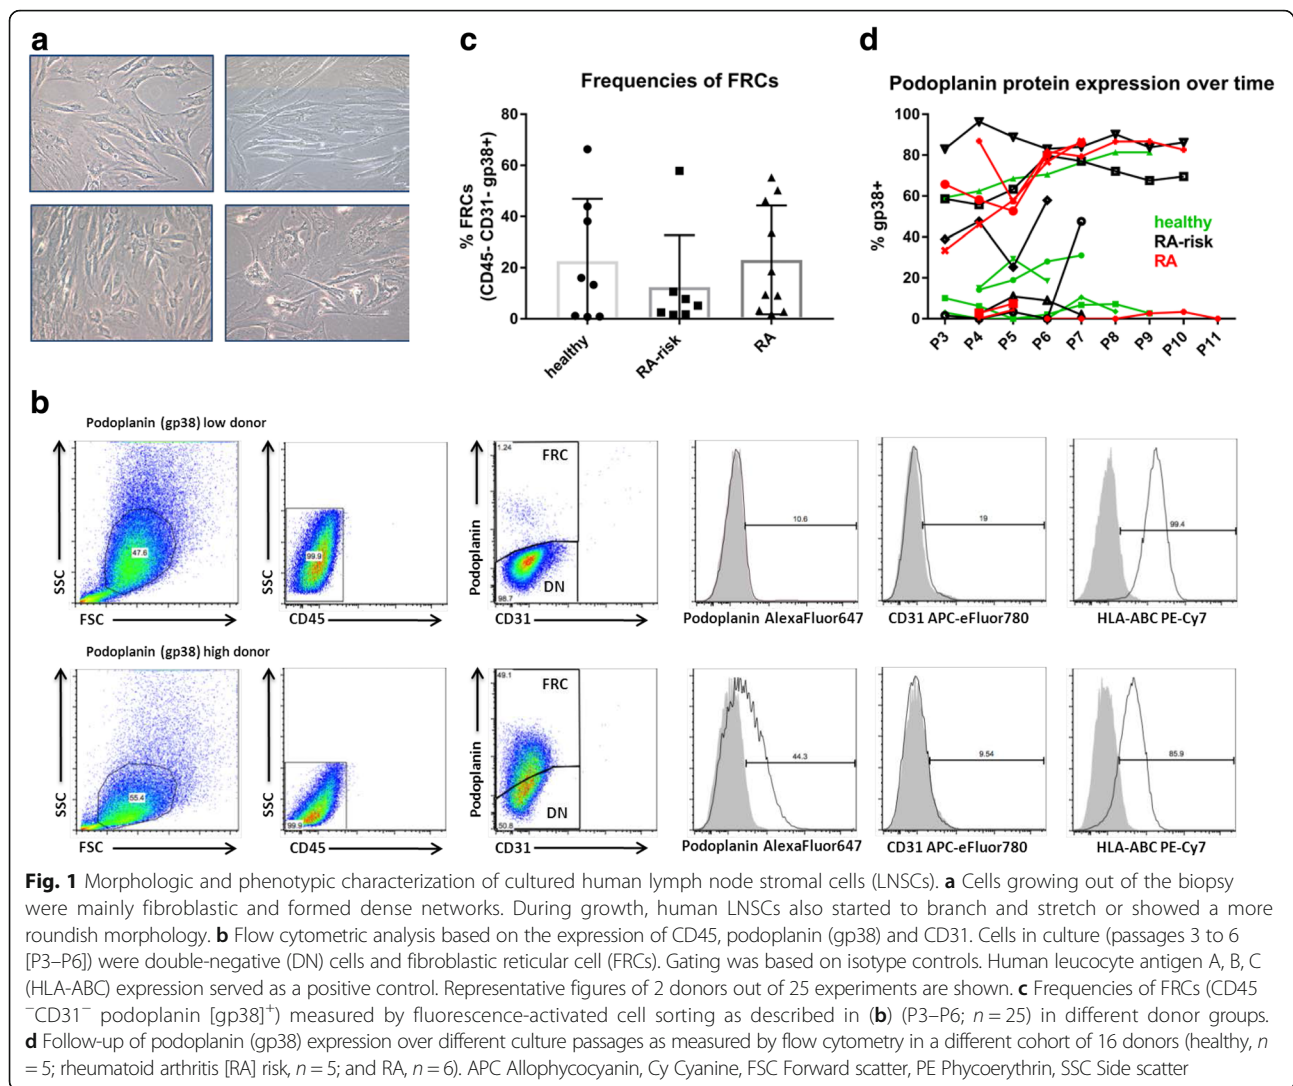 a
c
Frequencies of FRCs
% FRCs
(CD45- CD31- gp38+)
80
60
40
20
0
healthy
RA-risk
RA
d
Podoplanin protein expression over time
% gp38+
100
80
60
40
20
0
healthy
RA-risk
RA
P3
P4
P5
P6
P7
P8
P9
P10
P11
b
Podoplanin (gp38) low donor
SSC
47.6
FSC
SSC
99.9
CD45
Podoplanin
1.24
FRC
DN
98.7
CD31
10.6
Podoplanin AlexaFluor647
19
CD31 APC-eFluor780
99.4
HLA-ABC PE-Cy7
Podoplanin (gp38) high donor
SSC
55.4
FSC
SSC
99.9
CD45
Podoplanin
49.1
FRC
DN
50.8
CD31
44.3
Podoplanin AlexaFluor647
9.54
CD31 APC-eFluor780
85.9
HLA-ABC PE-Cy7
Fig. 1 Morphologic and phenotypic characterization of cultured human lymph node stromal cells (LNSCs). a Cells growing out of the biopsy
were mainly fibroblastic and formed dense networks. During growth, human LNSCs also started to branch and stretch or showed a more
roundish morphology. b Flow cytometric analysis based on the expression of CD45, podoplanin (gp38) and CD31. Cells in culture (passages 3 to 6
[P3–P6]) were double-negative (DN) cells and fibroblastic reticular cell (FRCs). Gating was based on isotype controls. Human leucocyte antigen A, B, C
(HLA-ABC) expression served as a positive control. Representative figures of 2 donors out of 25 experiments are shown. c Frequencies of FRCs (CD45
⁻CD31⁻ podoplanin [gp38]⁺) measured by fluorescence-activated cell sorting as described in (b) (P3–P6; n = 25) in different donor groups.
d Follow-up of podoplanin (gp38) expression over different culture passages as measured by flow cytometry in a different cohort of 16 donors (healthy, n
= 5; rheumatoid arthritis [RA] risk, n = 5; and RA, n = 6). APC Allophycocyanin, Cy Cyanine, FSC Forward scatter, PE Phycoerythrin, SSC Side scatter